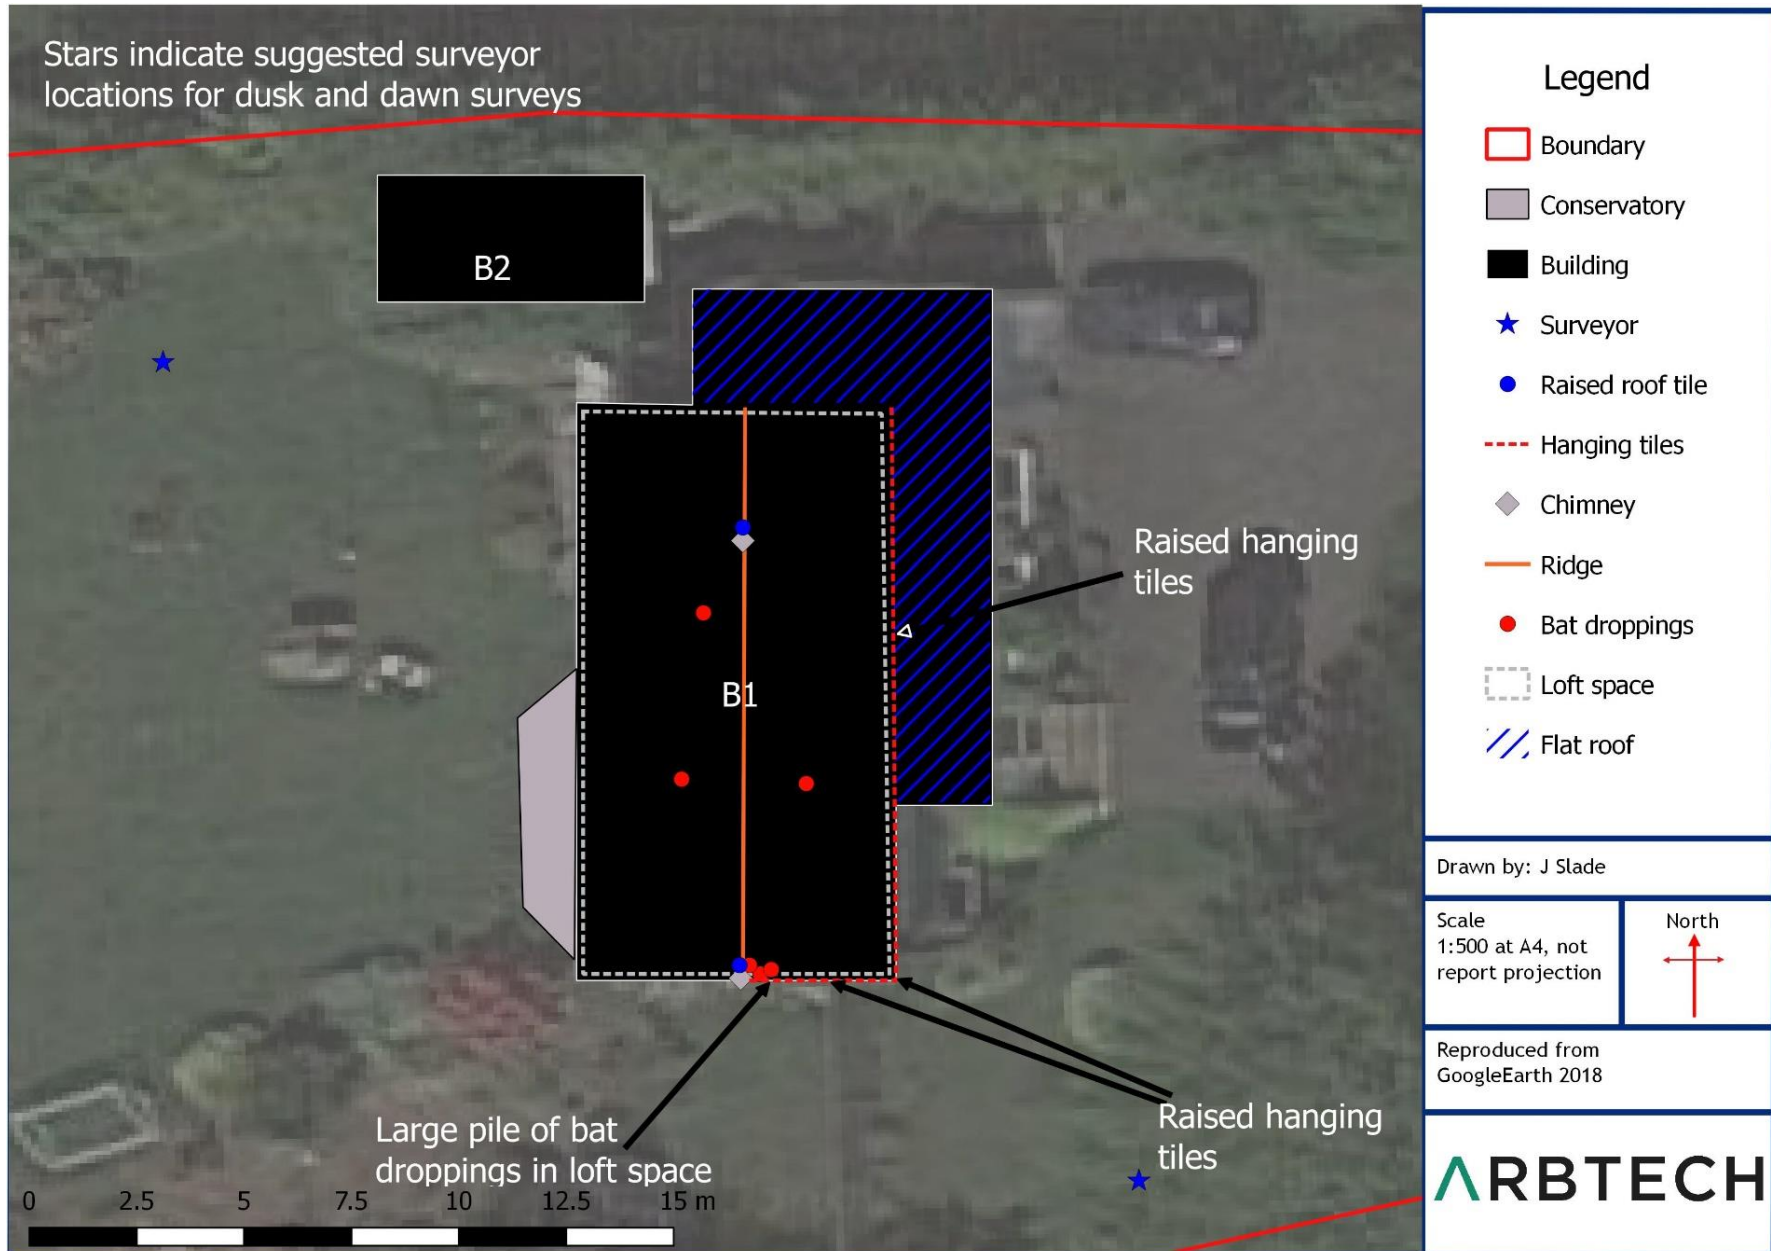 Stars indicate suggested surveyor
locations for dusk and dawn surveys
B2
B1
Raised hanging
tiles
Large pile of bat
droppings in loft space
Raised hanging
tiles
0 2.5 5 7.5 10 12.5 15 m
Legend
Boundary
Conservatory
Building
Surveyor
Raised roof tile
Hanging tiles
Chimney
Ridge
Bat droppings
Loft space
Flat roof
Drawn by: J Slade
Scale
1:500 at A4, not
report projection
North
Reproduced from
GoogleEarth 2018
ARBTECH